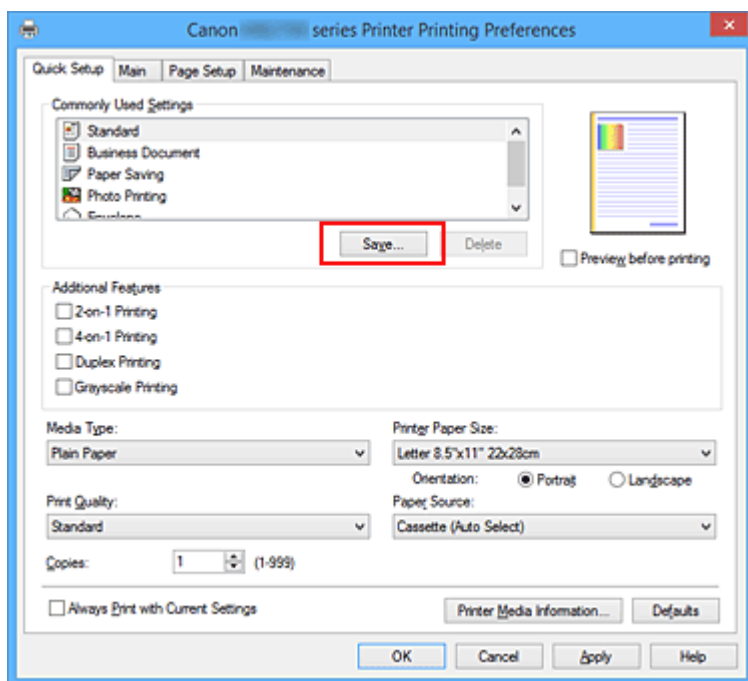 Canon series Printer Printing Preferences
Quick Setup Main Page Setup Maintenance
Commonly Used Settings
Standard
Business Document
Paper Saving
Photo Printing
Envelope
Save... Delete
Preview before printing
Additional Features
2-on-1 Printing
4-on-1 Printing
Duplex Printing
Grayscale Printing
Media Type: Printer Paper Size:
Plain Paper Letter 8.5"x11" 22x28cm
Orientation: Portrait Landscape
Print Quality: Paper Source:
Standard Cassette (Auto Select)
Copies: 1 (1-999)
Always Print with Current Settings Printer Media Information... Defaults
OK Cancel Apply Help